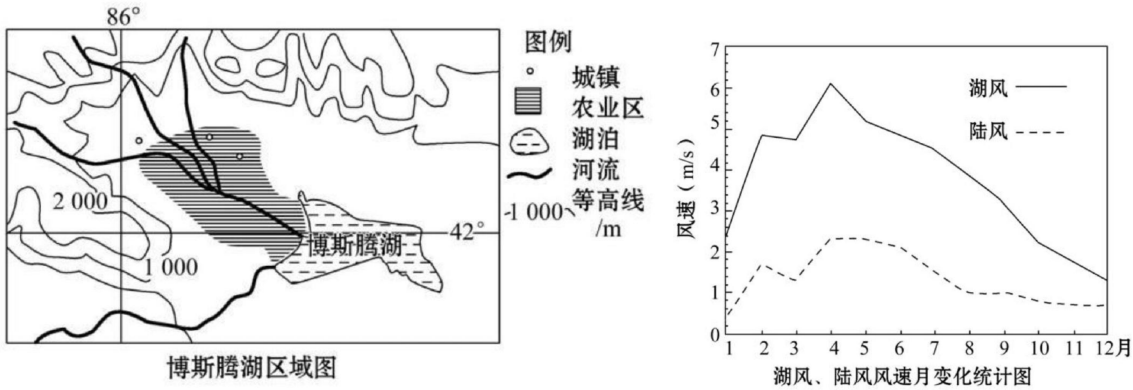 86°
图例
城镇
农业区
湖泊
河流
等高线
/m
1 000
2 000
1 000
博斯腾湖
42°
博斯腾湖区域图
7
6
5
4
3
2
1
0
风速(m/s)
湖风
陆风
1 2 3 4 5 6 7 8 9 10 11 12月
湖风、陆风风速月变化统计图